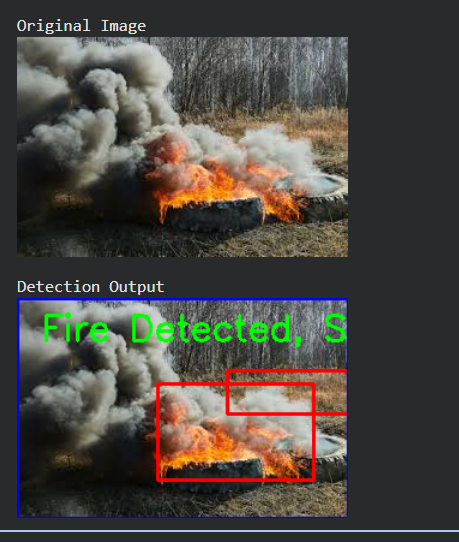 Original Image
Detection Output
Fire Detected, S